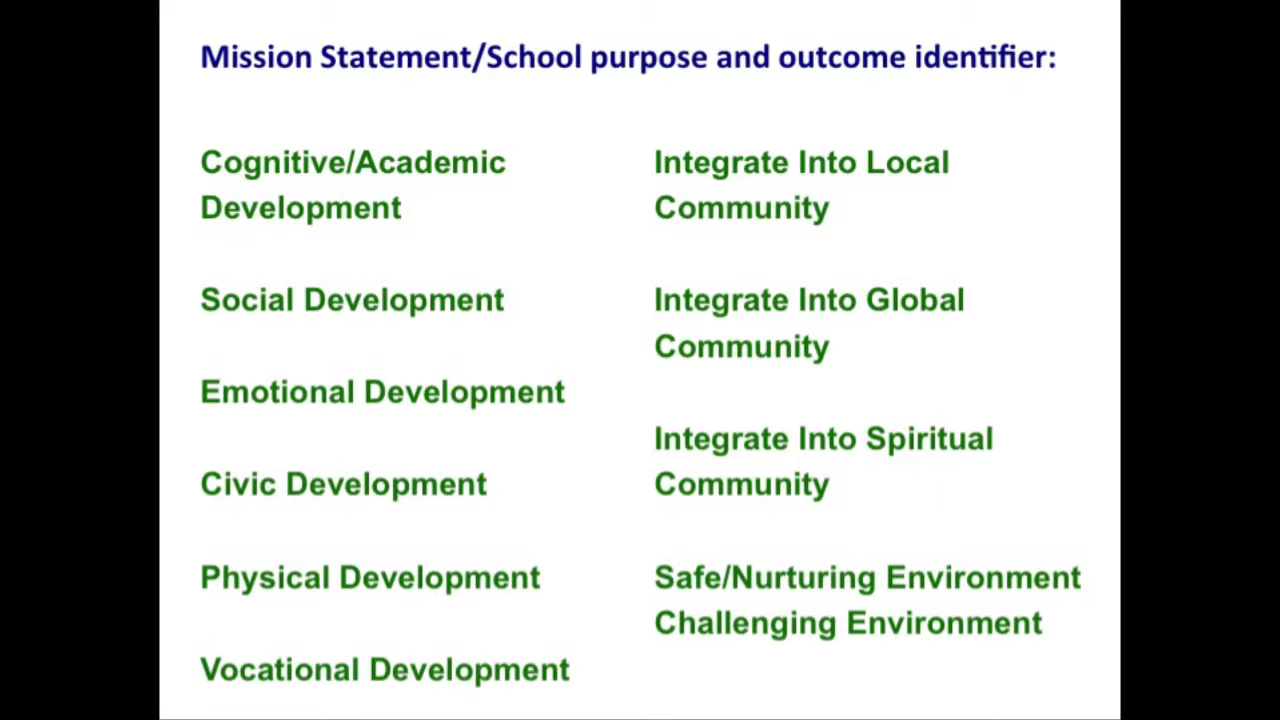 Mission Statement/School purpose and outcome identifier:
Cognitive/Academic
Development
Social Development
Emotional Development
Civic Development
Physical Development
Vocational Development
Integrate Into Local
Community
Integrate Into Global
Community
Integrate Into Spiritual
Community
Safe/Nurturing Environment
Challenging Environment